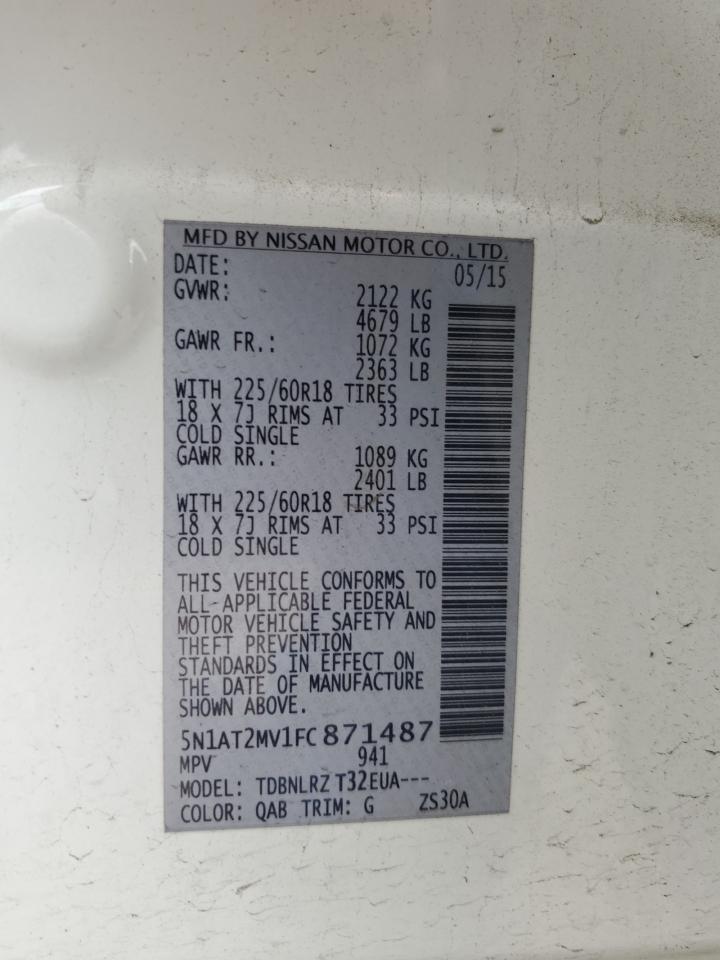 MFD BY NISSAN MOTOR CO., LTD.
DATE: 05/15
GVWR: 2122 KG
4679 LB
GAWR FR.: 1072 KG
2363 LB
WITH 225/60R18 TIRES
18 X 7J RIMS AT 33 PSI
COLD SINGLE
GAWR RR.: 1089 KG
2401 LB
WITH 225/60R18 TIRES
18 X 7J RIMS AT 33 PSI
COLD SINGLE
THIS VEHICLE CONFORMS TO
ALL-APPLICABLE FEDERAL
MOTOR VEHICLE SAFETY AND
THEFT PREVENTION
STANDARDS IN EFFECT ON
THE DATE OF MANUFACTURE
SHOWN ABOVE.
5N1AT2MV1FC871487
MPV 941
MODEL: TDBNLRZ T32EUA---
COLOR: QAB TRIM: G ZS30A